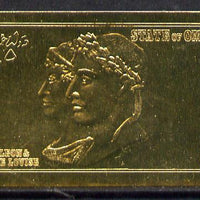 STATE OF OM
LEON &
E LOUISE